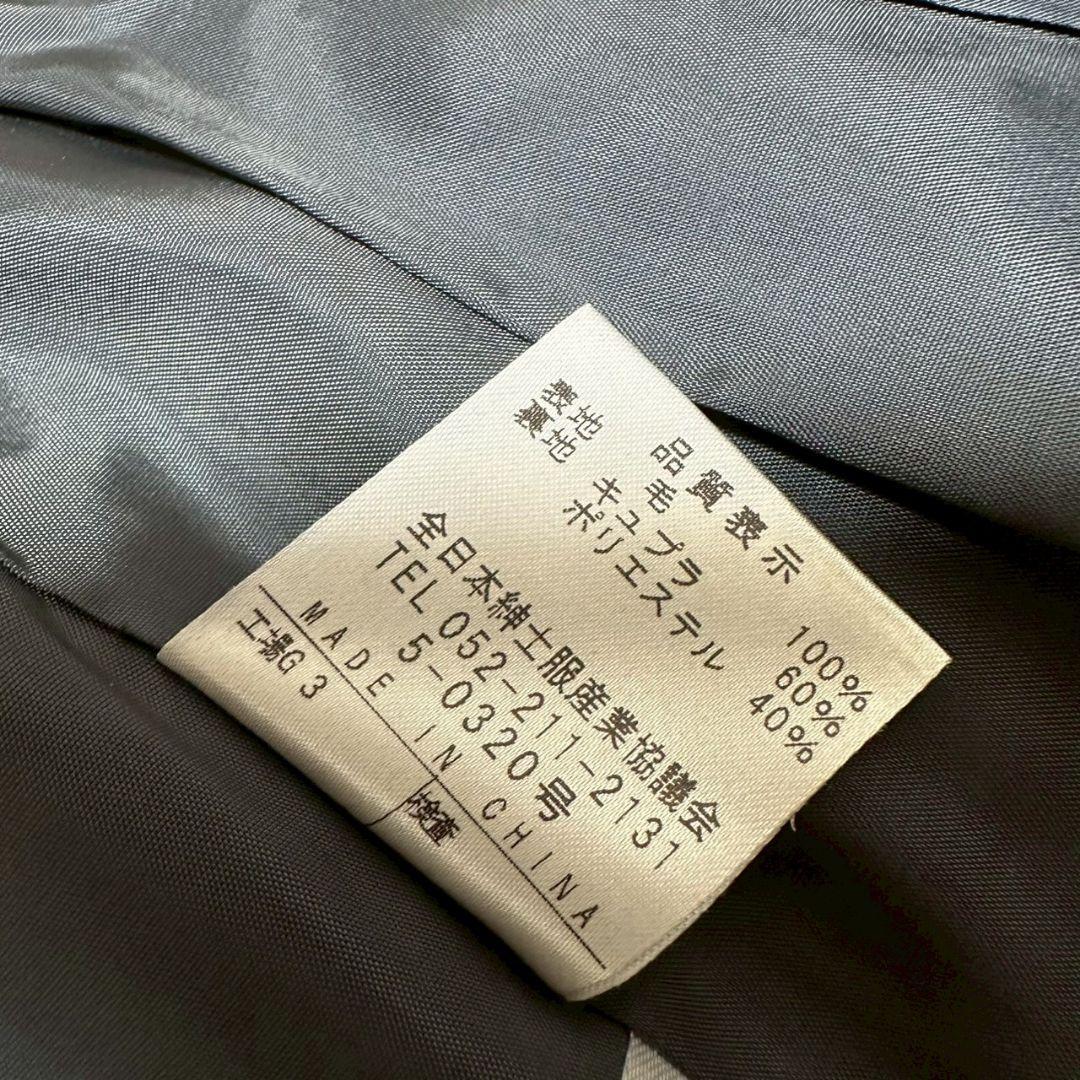 品質表示
表地 毛 100%
裏地 キュプラ 60%
ポリエステル 40%
全日本紳士服産業協議会
TEL 052-211-2131
5-0320号
MADE IN CHINA
工場G3 検査